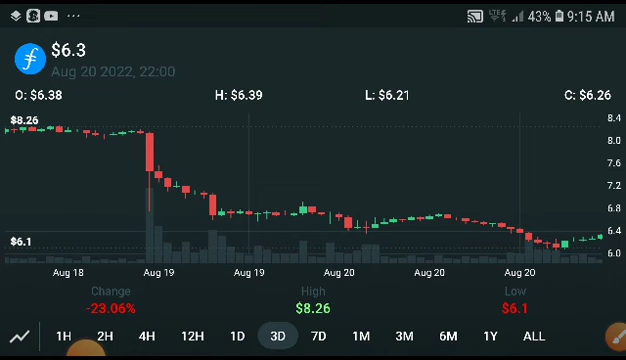 LTE 43% 9:15 AM
$6.3
Aug 20 2022, 22:00
O: $6.38 H: $6.39 L: $6.21 C: $6.26
$8.26
8.4
8.0
7.6
7.2
6.8
6.4
$6.1
6.0
Aug 18 Aug 19 Aug 19 Aug 20 Aug 20 Aug 20
Change High Low
-23.06% $8.26 $6.1
1H 2H 4H 12H 1D 3D 7D 1M 3M 6M 1Y ALL